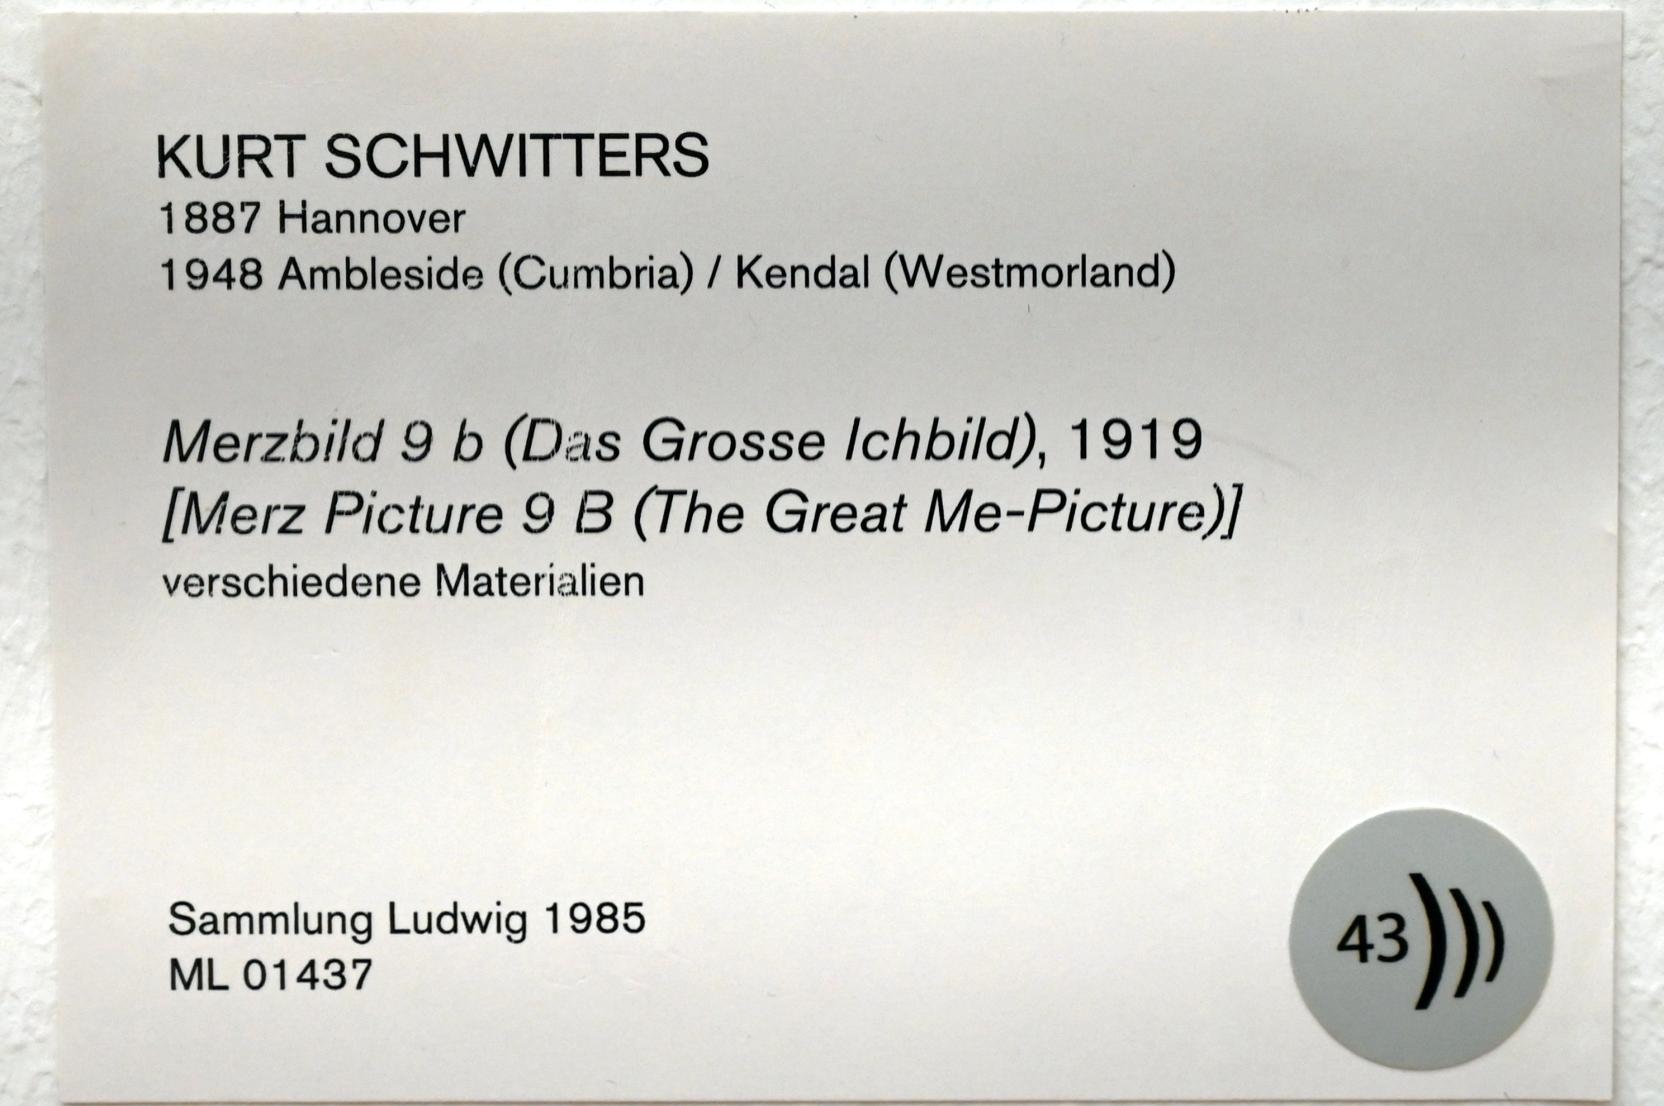 KURT SCHWITTERS
1887 Hannover
1948 Ambleside (Cumbria) / Kendal (Westmorland)
Merzbild 9 b (Das Grosse Ichbild), 1919
[Merz Picture 9 B (The Great Me-Picture)]
verschiedene Materialien
Sammlung Ludwig 1985
ML 01437
43